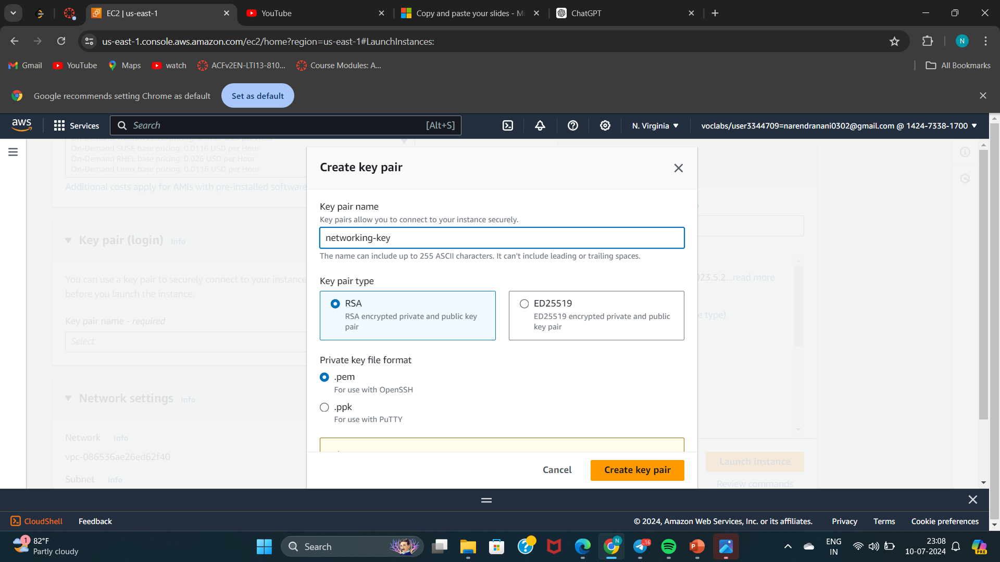 EC2 | us-east-1
YouTube
Copy and paste your slides - Mi
ChatGPT
us-east-1.console.aws.amazon.com/ec2/home?region=us-east-1#LaunchInstances:
N
Gmail
YouTube
Maps
watch
ACFv2EN-LTI13-810...
Course Modules: A...
All Bookmarks
Google recommends setting Chrome as default
Set as default
aws
Services
Search
[Alt+S]
N. Virginia
voclabs/user3344709=narendranani0302@gmail.com @ 1424-7338-1700
On-Demand SUSE base pricing: 0.0116 USD per Hour
On-Demand RHEL base pricing: 0.026 USD per Hour
On-Demand Linux base pricing: 0.0116 USD per Hour
Additional costs apply for AMIs with pre-installed software
Key pair (login) Info
You can use a key pair to securely connect to your instance
before you launch the instance.
Key pair name - required
Select
Network settings Info
Network Info
vpc-086536ae26ed62f40
Subnet Info
Create key pair
Key pair name
Key pairs allow you to connect to your instance securely.
networking-key
The name can include up to 255 ASCII characters. It can't include leading or trailing spaces.
Key pair type
RSA
RSA encrypted private and public key
pair
ED25519
ED25519 encrypted private and public
key pair
Private key file format
.pem
For use with OpenSSH
.ppk
For use with PuTTY
Cancel
Create key pair
023.5.2...read more
e type)
Launch instance
Review commands
CloudShell
Feedback
© 2024, Amazon Web Services, Inc. or its affiliates.
Privacy
Terms
Cookie preferences
1
82°F
Partly cloudy
Search
N
..16
P
ENG
IN
23:08
10-07-2024
PRE